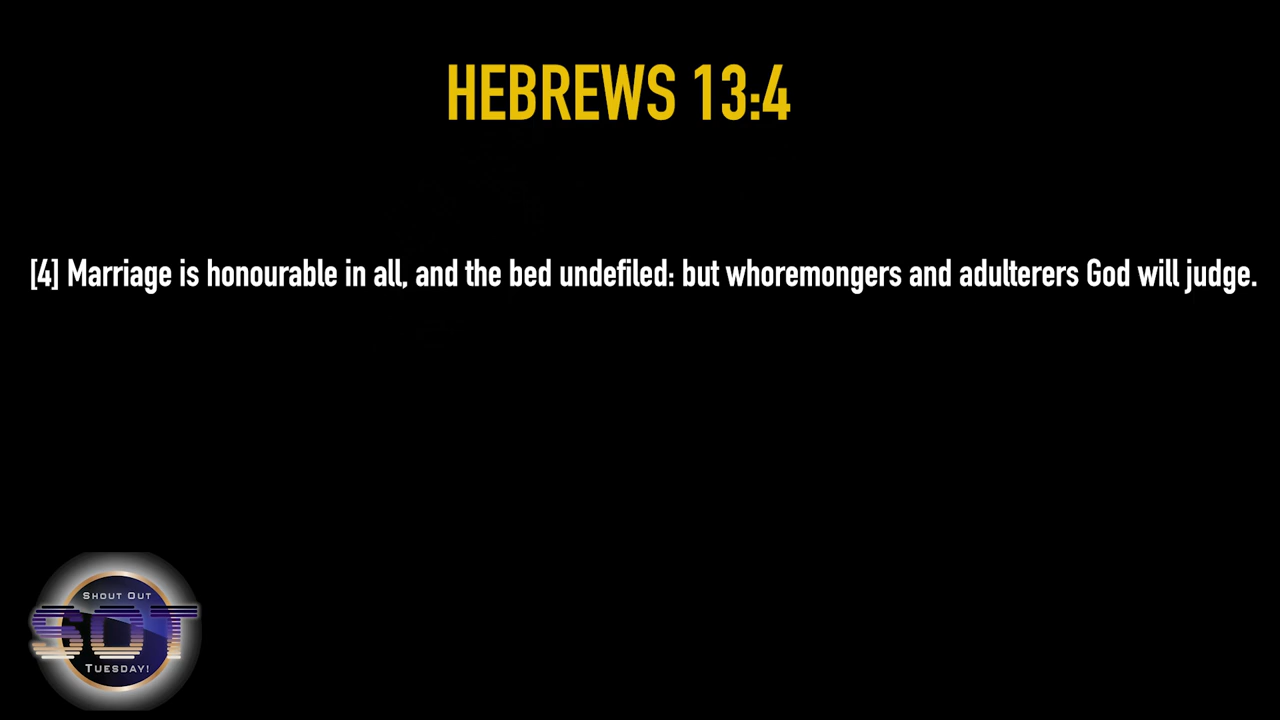 HEBREWS 13:4
[4] Marriage is honourable in all, and the bed undefiled: but whoremongers and adulterers God will judge.
SHOUT OUT
SOT
TUESDAY!